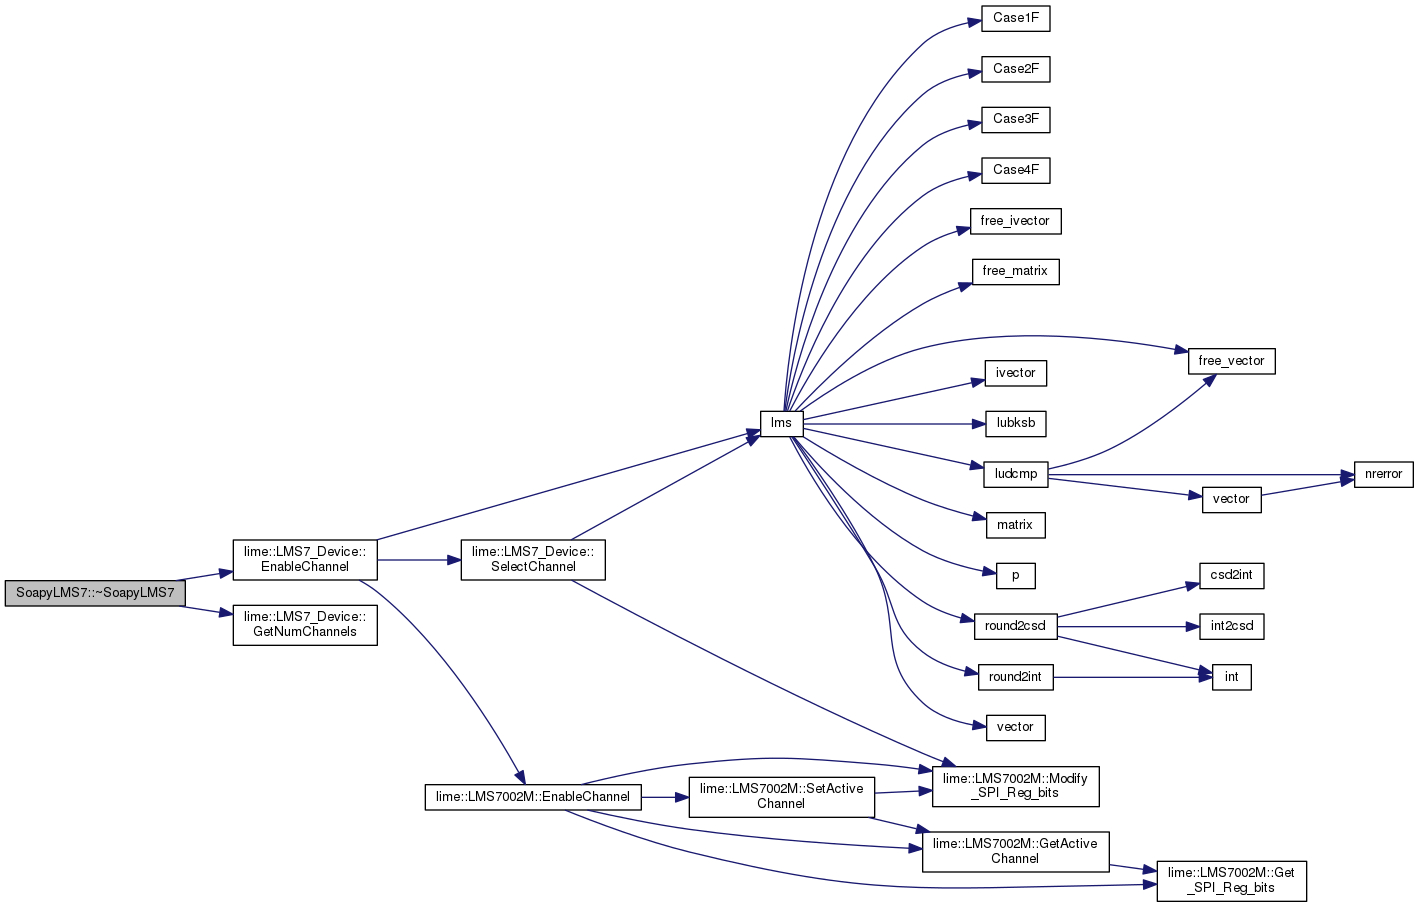 Case1F
Case2F
Case3F
Case4F
free_ivector
free_matrix
free_vector
ivector
lms
lubksb
ludcmp
nrerror
vector
matrix
lime::LMS7_Device::
EnableChannel
lime::LMS7_Device::
SelectChannel
SoapyLMS7::~SoapyLMS7
p
csd2int
lime::LMS7_Device::
GetNumChannels
round2csd
int2csd
round2int
int
vector
lime::LMS7002M::Modify
_SPI_Reg_bits
lime::LMS7002M::EnableChannel
lime::LMS7002M::SetActive
Channel
lime::LMS7002M::GetActive
Channel
lime::LMS7002M::Get
_SPI_Reg_bits